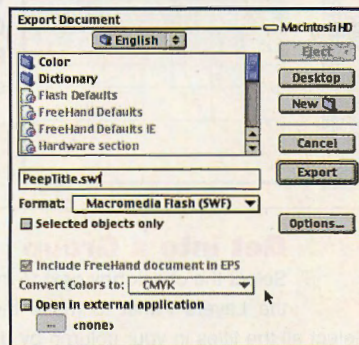 Export Document
English
Macintosh HD
Color
Dictionary
Flash Defaults
FreeHand Defaults
FreeHand Defaults IE
Hardware section
Eject
Desktop
New
Cancel
Export
PeepTitle.swf
Format: Macromedia Flash (SWF)
Selected objects only
Options...
Include FreeHand document in EPS
Convert Colors to: CMYK
Open in external application
... <none>